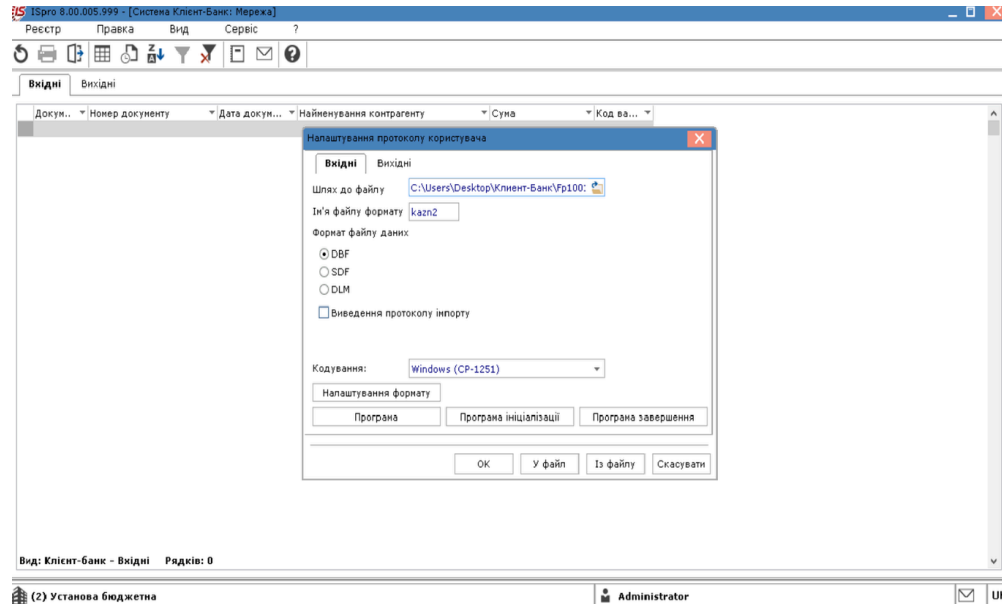 ISpro 8.00.005.999 - [Система Клієнт-Банк: Мережа]
Реєстр Правка Вид Сервіс ?
Вхідні Вихідні
Докум... Номер документу Дата докум... Найменування контрагенту Сума Код ва...
Налаштування протоколу користувача
Вхідні Вихідні
Шлях до файлу C:\Users\Desktop\Клиент-Банк\Fp100:
Ім'я файлу формату kazn2
Формат файлу даних
DBF
SDF
DLM
Виведення протоколу імпорту
Кодування: Windows (CP-1251)
Налаштування формату
Програма Програма ініціалізації Програма завершення
OK У файл Із файлу Скасувати
Вид: Клієнт-банк - Вхідні Рядків: 0
(2) Установа бюджетна Administrator